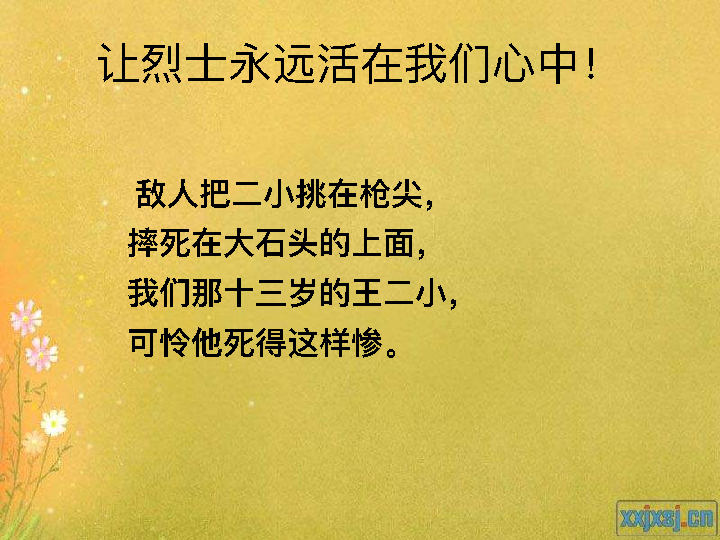 让烈士永远活在我们心中！
敌人把二小挑在枪尖，
摔死在大石头的上面，
我们那十三岁的王二小，
可怜他死得这样惨。
xxjxsj.cn